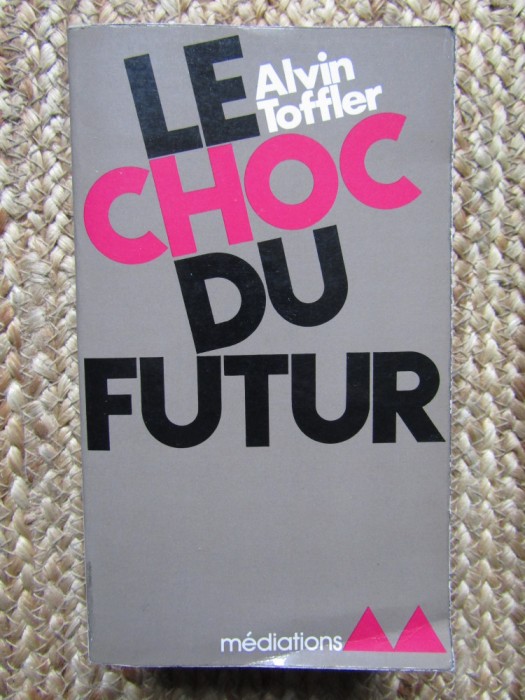 LE
Alvin
Toffler
CHOC
DU
FUTUR
médiations